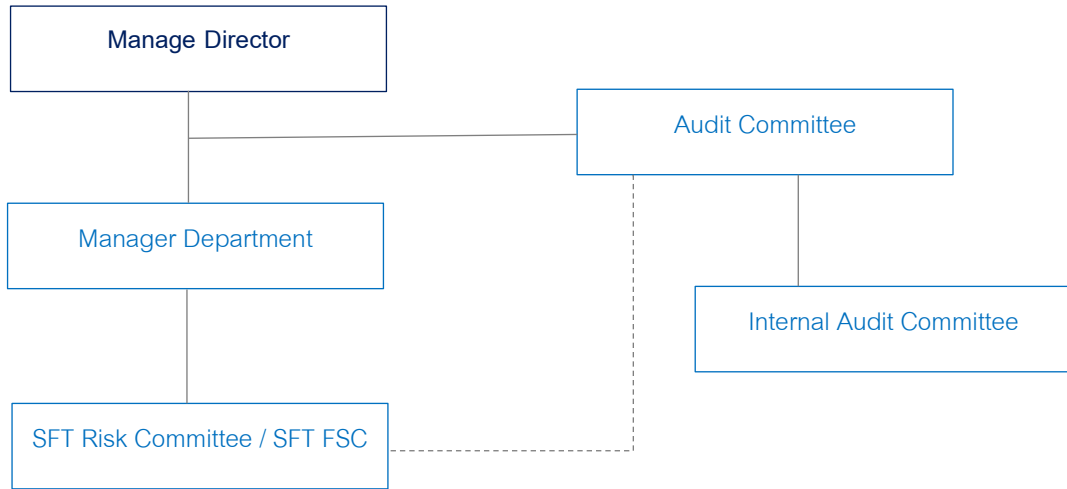 Manage Director
Audit Committee
Manager Department
Internal Audit Committee
SFT Risk Committee / SFT FSC